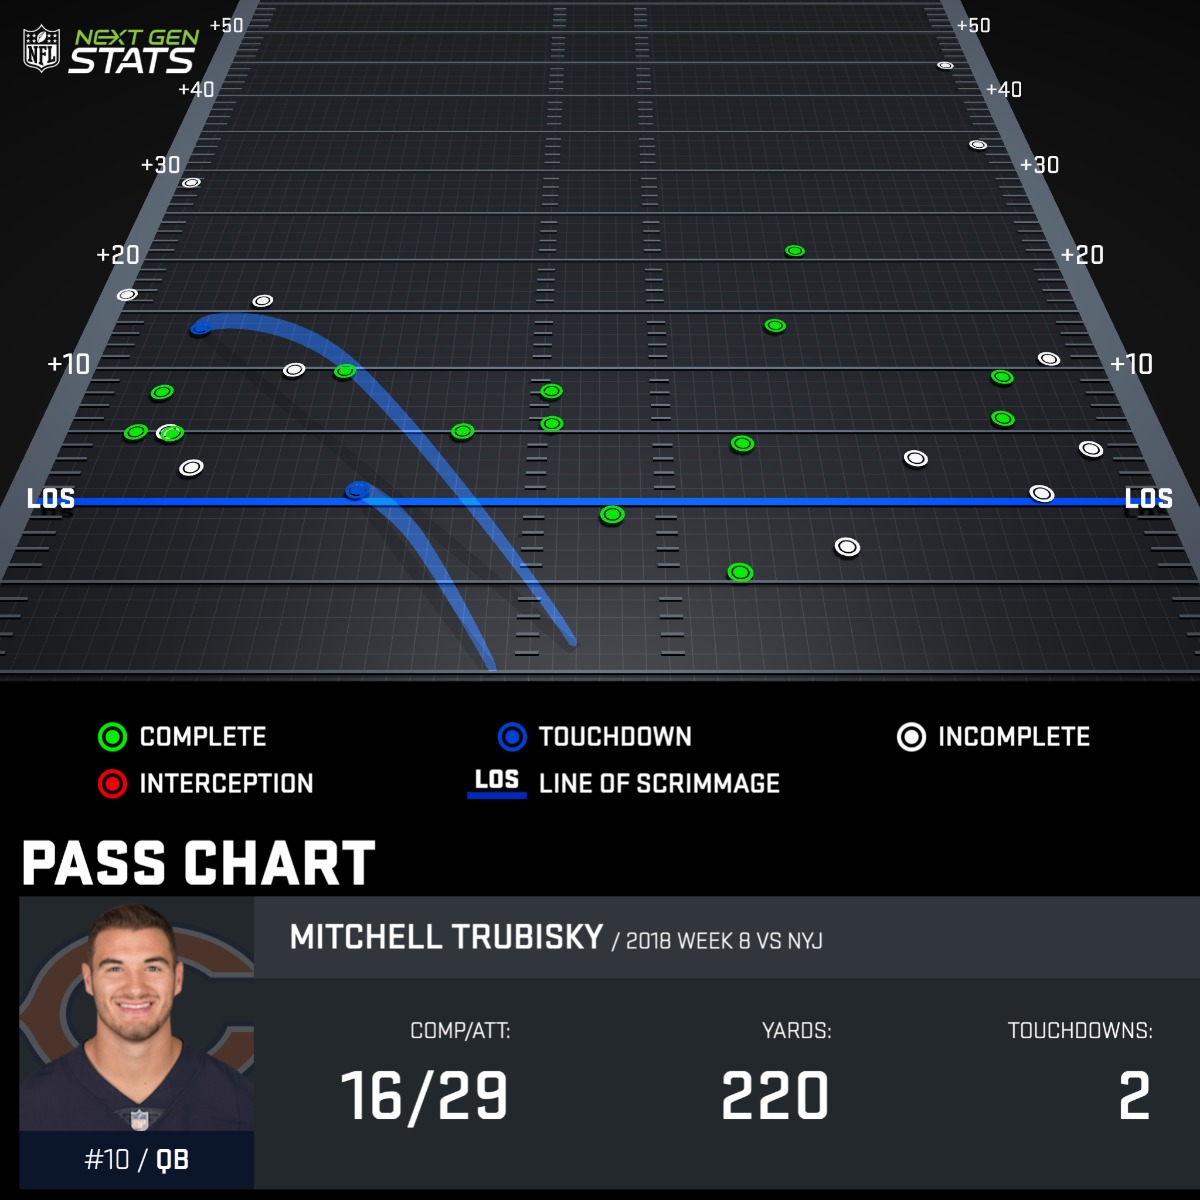 NFL NEXT GEN
STATS
+50 +50
+40 +40
+30 +30
+20 +20
+10 +10
LOS LOS
COMPLETE TOUCHDOWN INCOMPLETE
INTERCEPTION LOS LINE OF SCRIMMAGE
PASS CHART
MITCHELL TRUBISKY / 2018 WEEK 8 VS NYJ
COMP/ATT: YARDS: TOUCHDOWNS:
16/29 220 2
#10 / QB